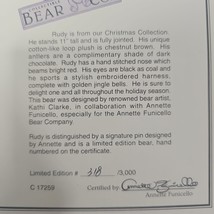 BEAR & CO
Rudy is from our Christmas Collection.
He stands 11" tall and is fully jointed. His unique
cotton-like loop plush is chestnut brown. His
antlers are a complimentary shade of dark
chocolate. Rudy has a hand stitched nose which
beams bright red. His eyes are black as coal and
he sports a stylish embroidered harness,
complete with golden jingle bells. He is sure to
delight one and all throughout the holiday season.
This bear was designed by renowned bear artist,
Kathi Clarke, in collaboration with Annette
Funicello, especially for the Annette Funicello
Bear Company.
Rudy is distinguished by a signature pin designed
by Annette and is a limited edition bear, hand
numbered on the certificate.
Limited Edition # 518 /3,000
C 17259 Certified by Annette Funicello
Annette Funicello